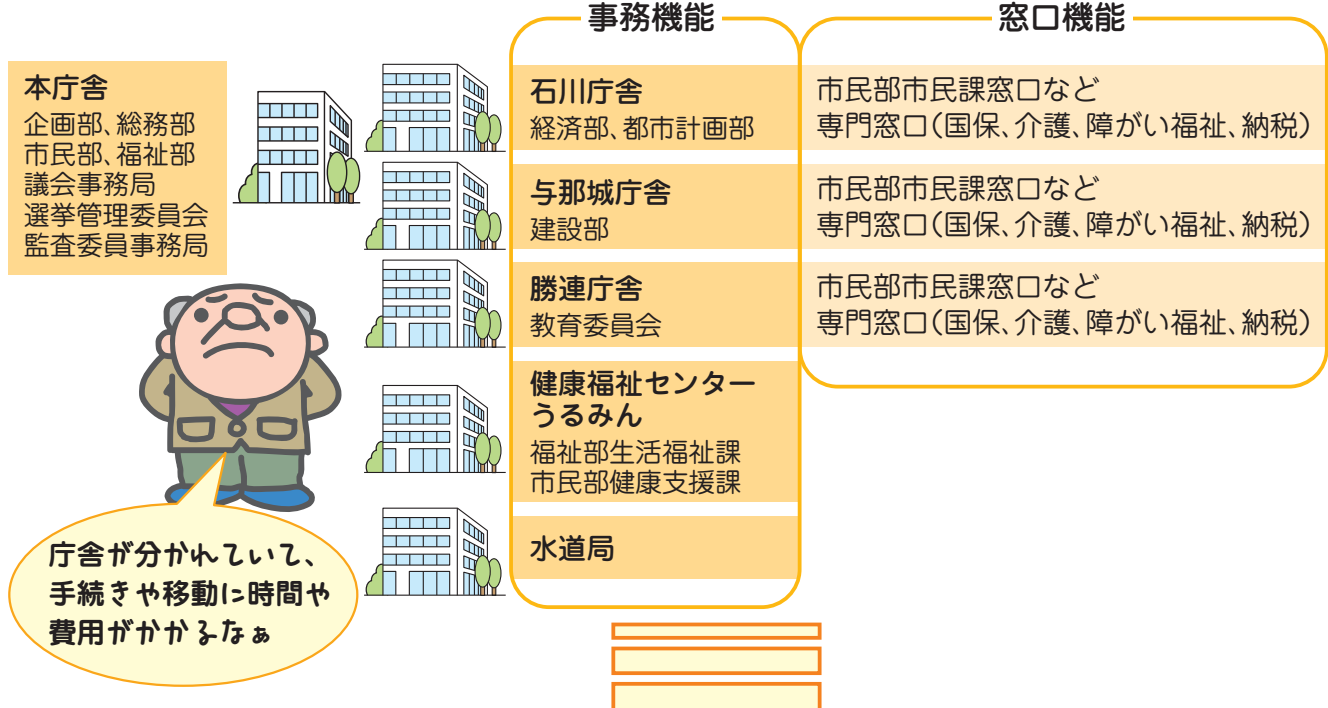 事務機能
窓口機能
本庁舎
企画部、総務部
市民部、福祉部
議会事務局
選挙管理委員会
監査委員事務局
石川庁舎
経済部、都市計画部
市民部市民課窓口など
専門窓口(国保、介護、障がい福祉、納税)
与那城庁舎
建設部
市民部市民課窓口など
専門窓口(国保、介護、障がい福祉、納税)
勝連庁舎
教育委員会
市民部市民課窓口など
専門窓口(国保、介護、障がい福祉、納税)
健康福祉センター
うるみん
福祉部生活福祉課
市民部健康支援課
水道局
庁舎が分かれていて、
手続きや移動に時間や
費用がかかるなぁ